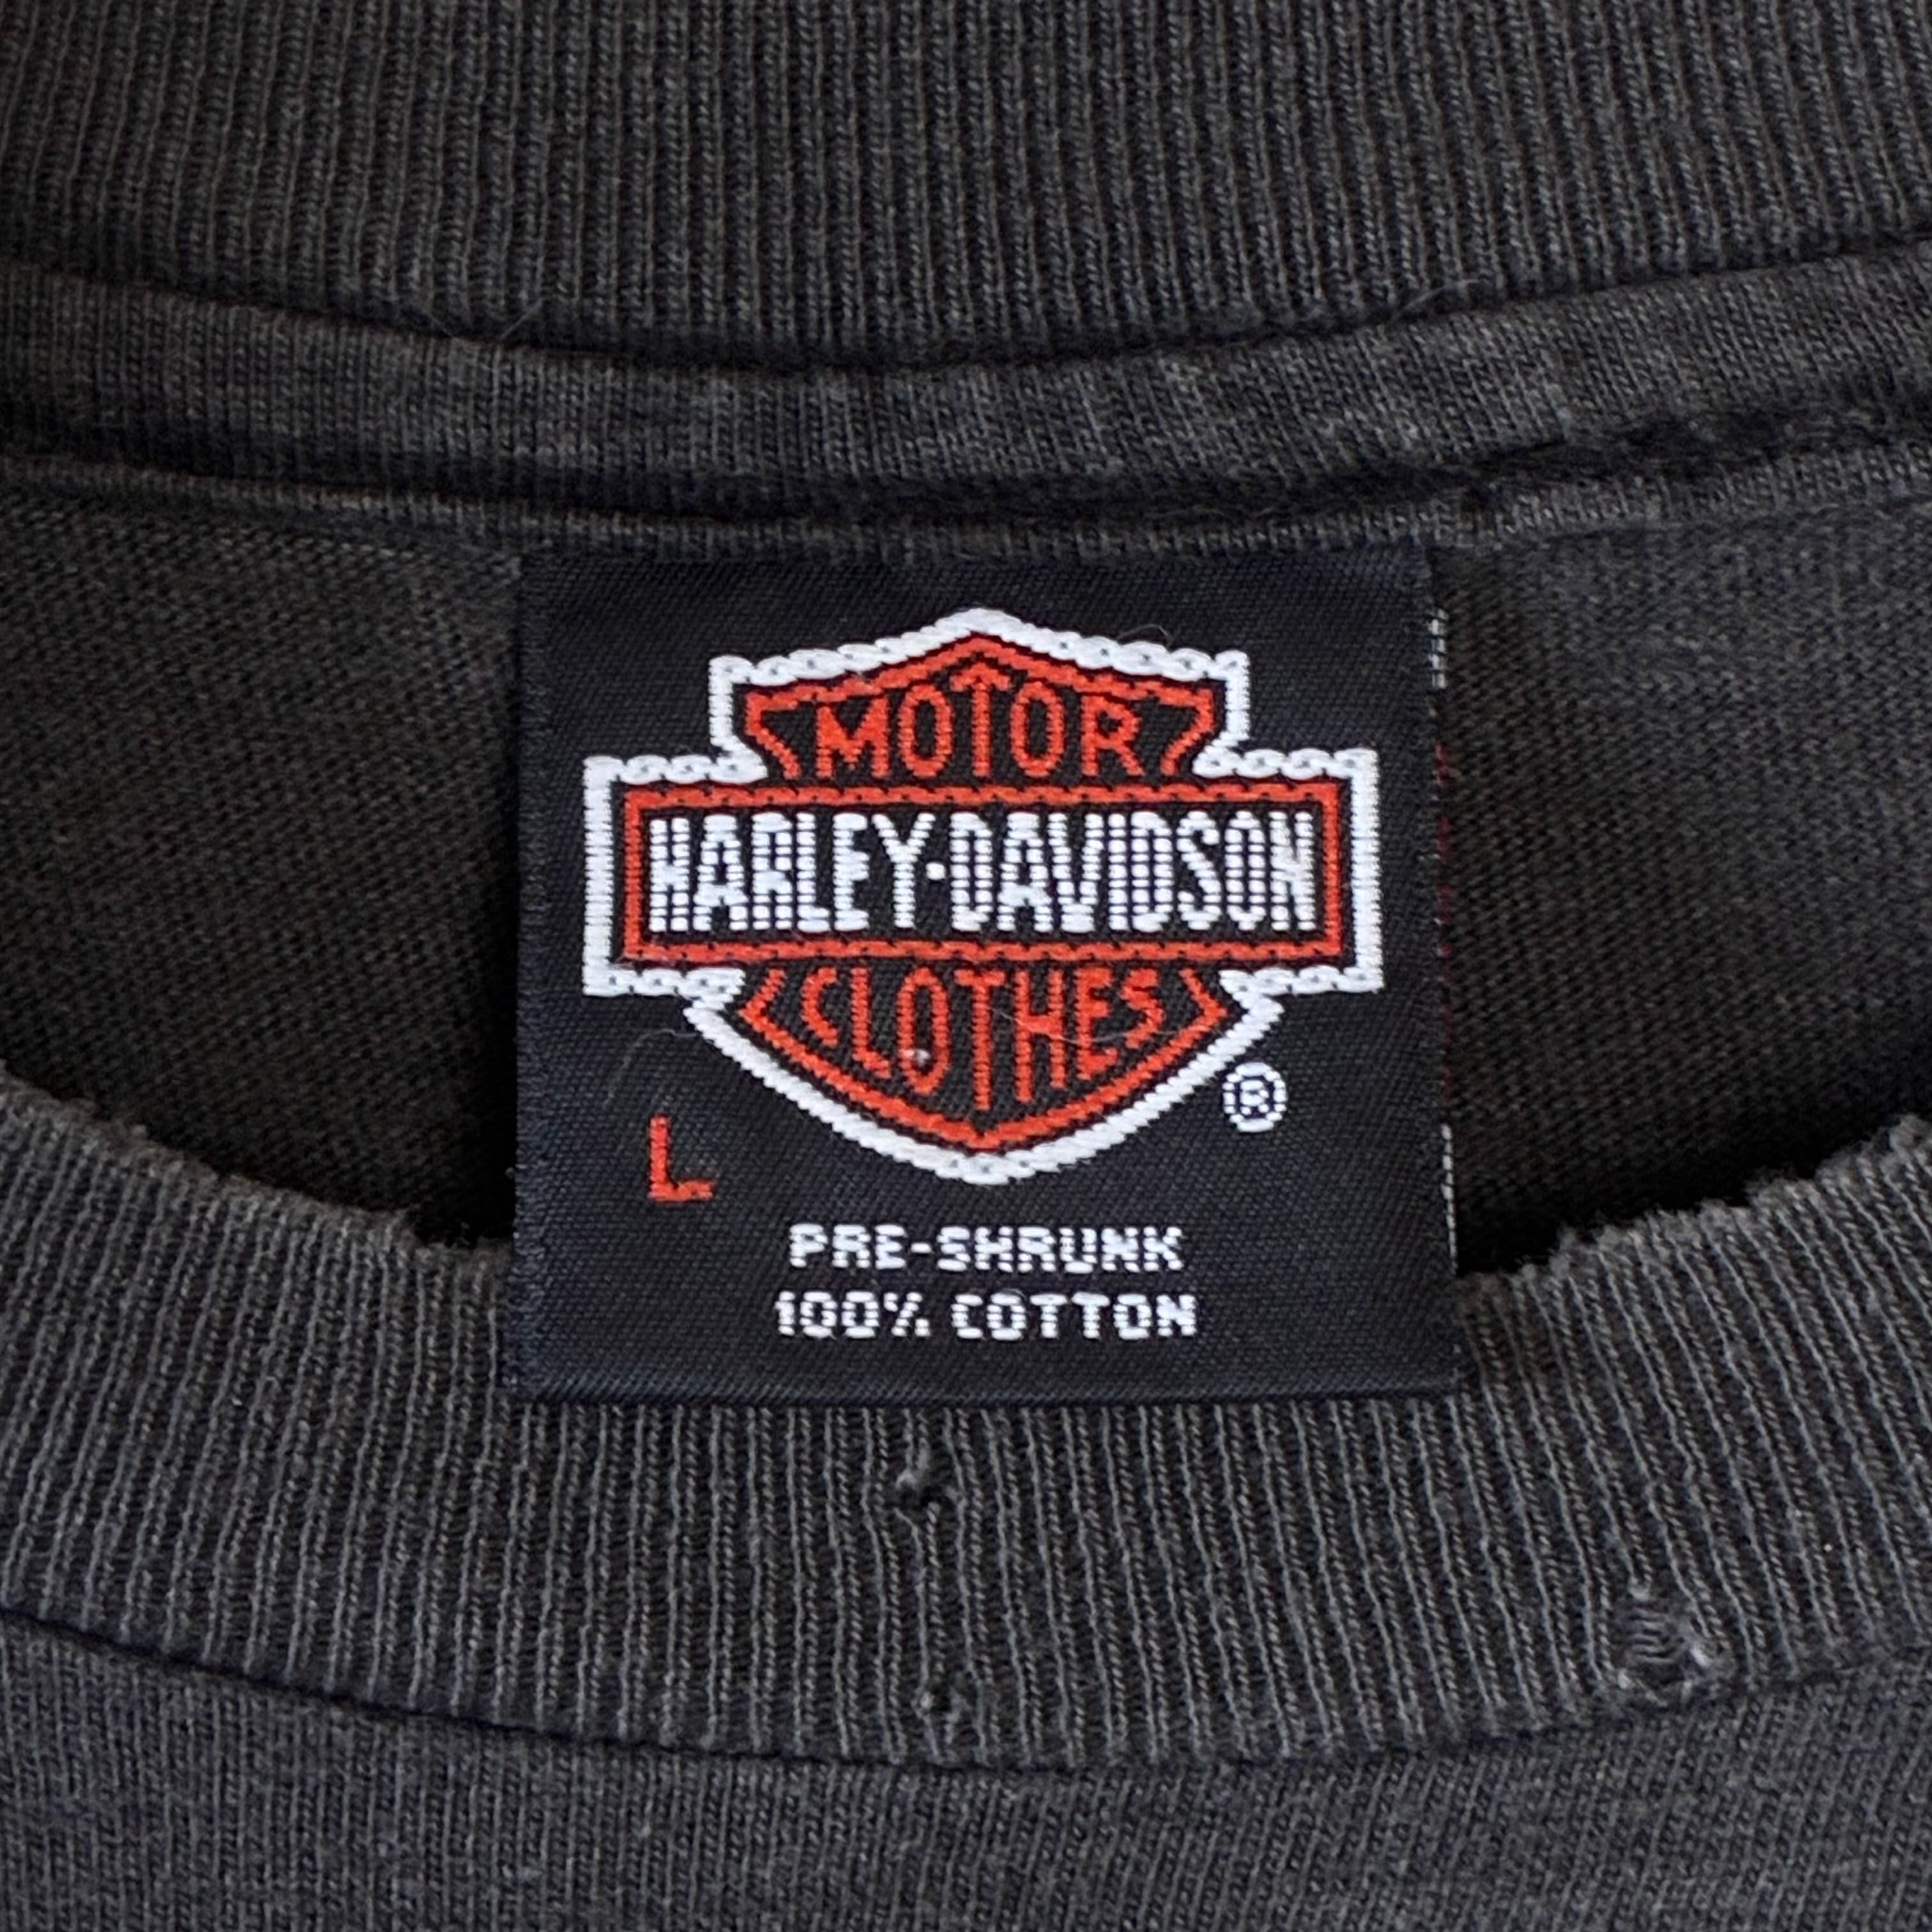 MOTOR
HARLEY-DAVIDSON
CLOTHES
®
L
PRE-SHRUNK
100% COTTON